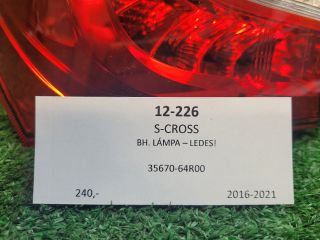 12-226
S-CROSS
BH. LÁMPA – LEDES!
35670-64R00
240,- 2016-2021